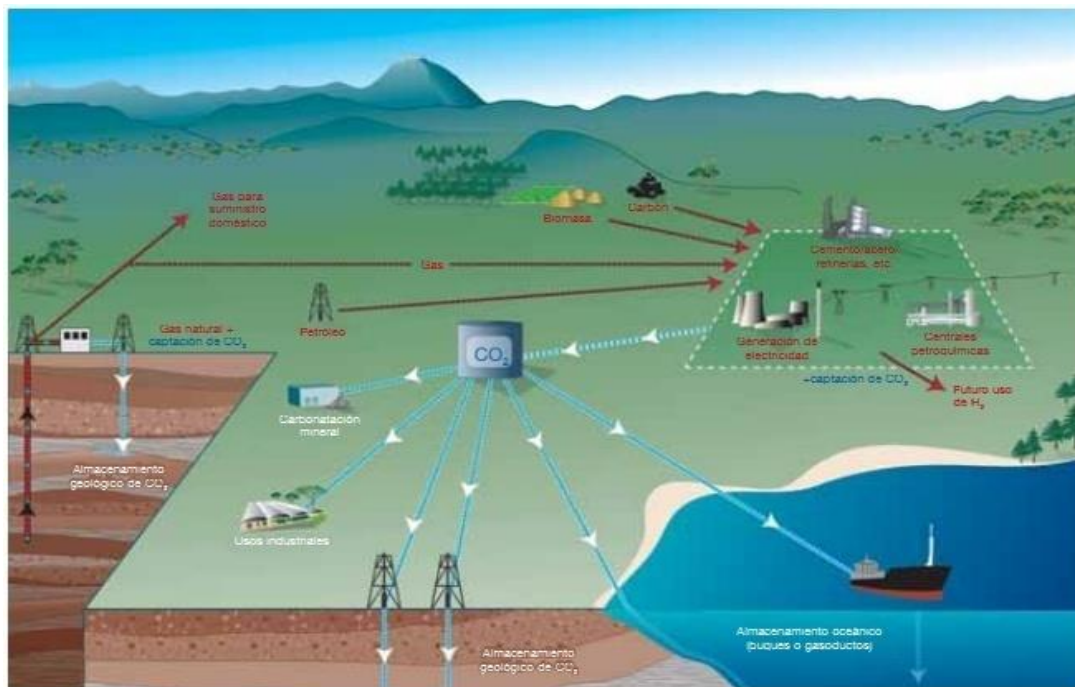 Gas para
suministro
doméstico
Biomasa
Carbón
Cemento/acero/
refinerías, etc
Gas
Petróleo
Gas natural +
captación de CO₂
CO₂
Generación de
electricidad
Centrales
petroquímicas
+captación de CO₂
Futuro uso
de H₂
Carbonatación
mineral
Almacenamiento
geológico de CO₂
Usos industriales
Almacenamiento oceánico
(buques o gasoductos)
Almacenamiento
geológico de CO₂